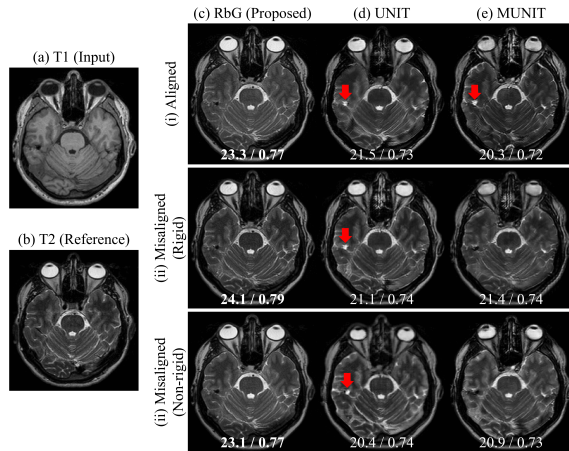 (c) RbG (Proposed) (d) UNIT (e) MUNIT
(a) T1 (Input)
(i) Aligned
23.3 / 0.77 21.5 / 0.73 20.3 / 0.72
(b) T2 (Reference)
(ii) Misaligned
(Rigid)
24.1 / 0.79 21.1 / 0.74 21.4 / 0.74
(ii) Misaligned
(Non-rigid)
23.1 / 0.77 20.4 / 0.74 20.9 / 0.73